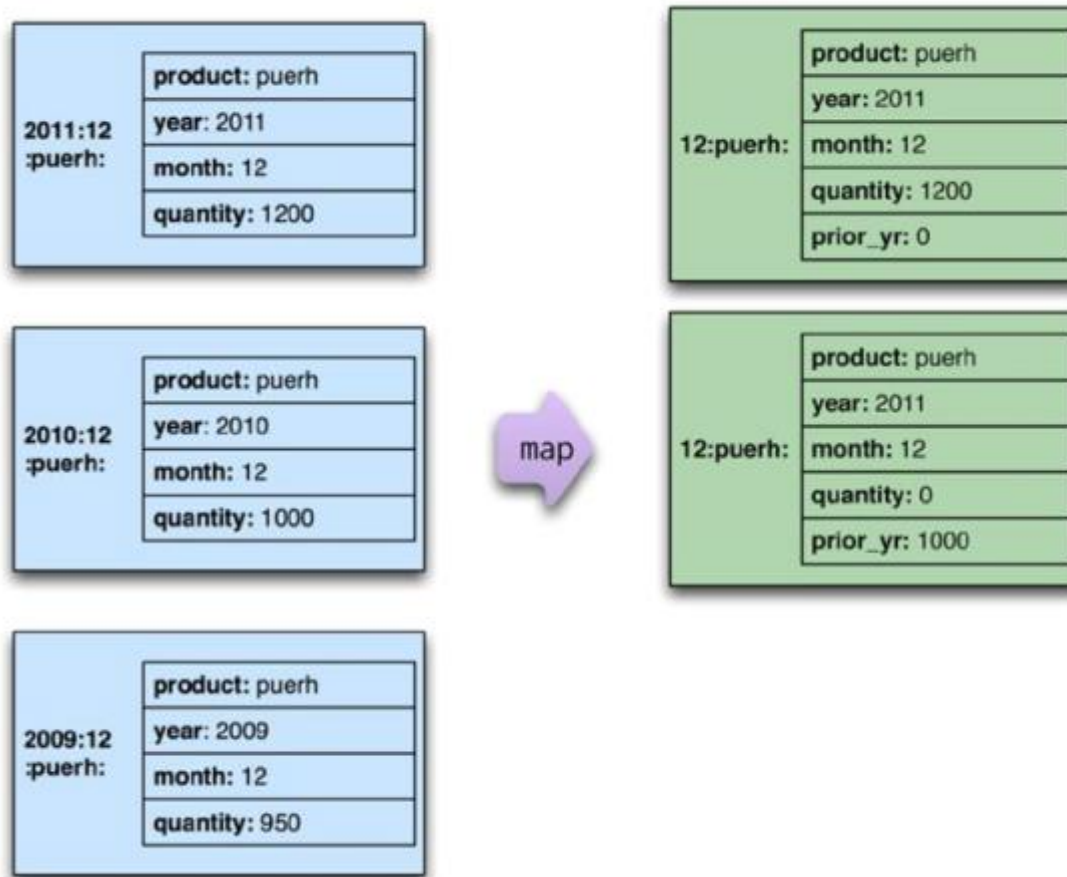 2011:12
:puerh:
product: puerh
year: 2011
month: 12
quantity: 1200
2010:12
:puerh:
product: puerh
year: 2010
month: 12
quantity: 1000
2009:12
:puerh:
product: puerh
year: 2009
month: 12
quantity: 950
map
12:puerh:
product: puerh
year: 2011
month: 12
quantity: 1200
prior_yr: 0
12:puerh:
product: puerh
year: 2011
month: 12
quantity: 0
prior_yr: 1000